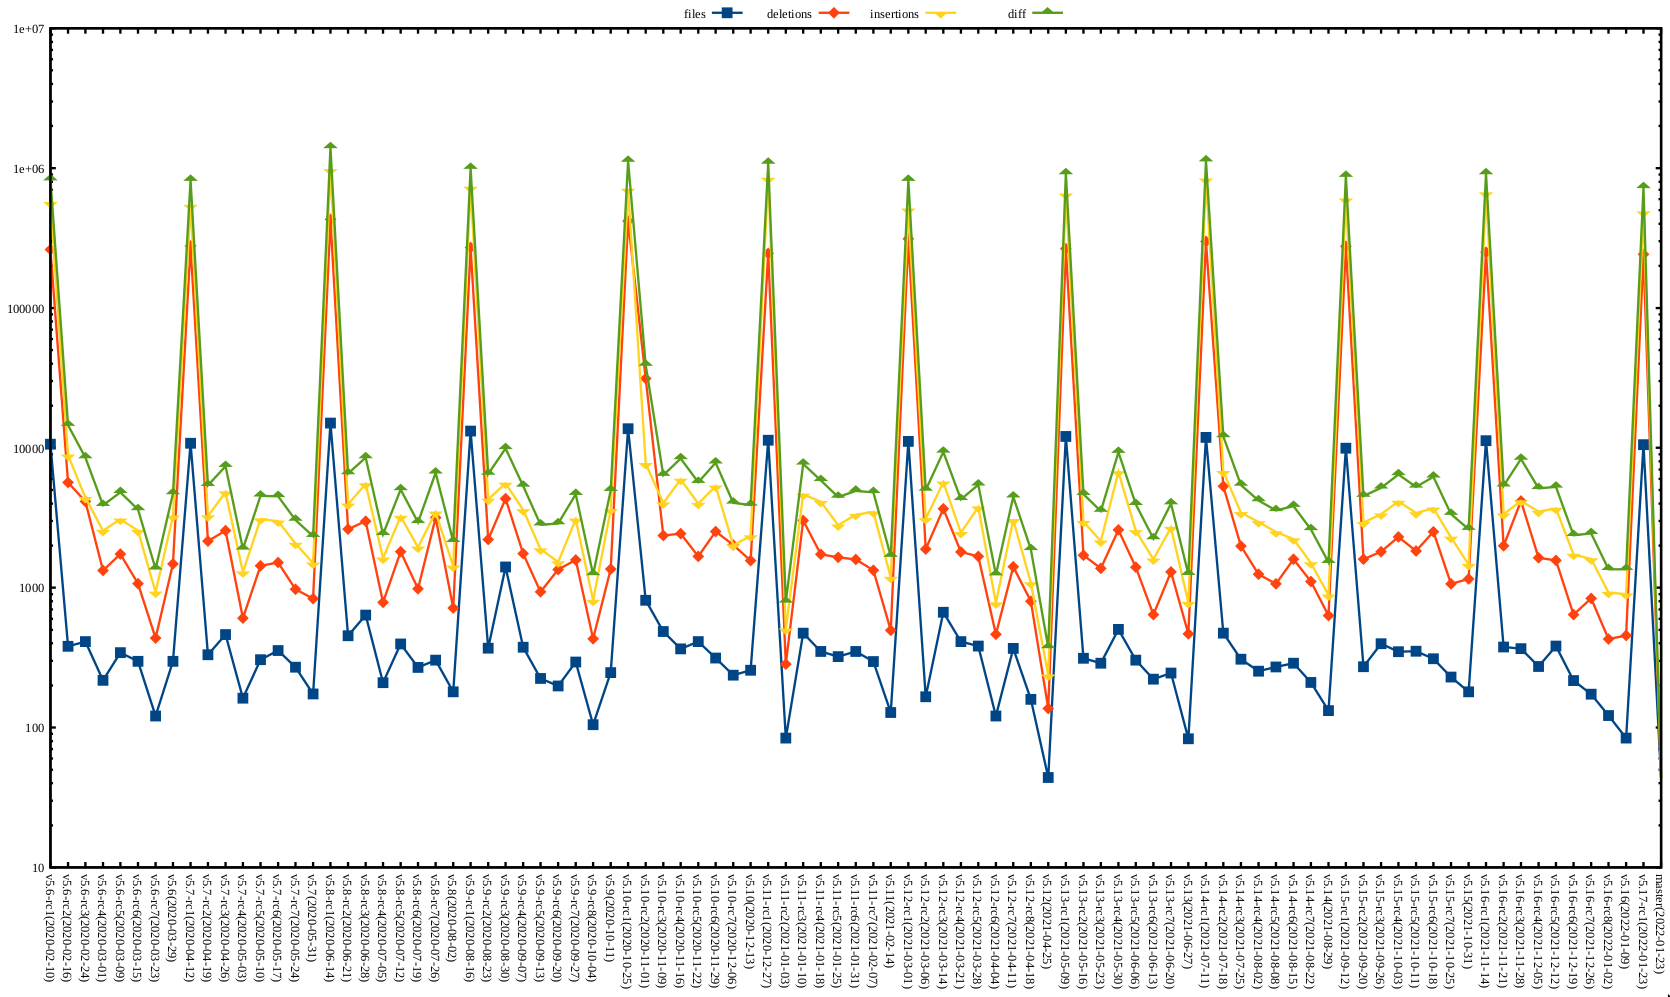 files
deletions
insertions
diff
1e+07
1e+06
100000
10000
1000
100
10
v5.6-rc1(2020-02-10)
v5.6-rc2(2020-02-16)
v5.6-rc3(2020-02-24)
v5.6-rc4(2020-03-01)
v5.6-rc5(2020-03-09)
v5.6-rc6(2020-03-15)
v5.6-rc7(2020-03-23)
v5.6(2020-03-29)
v5.7-rc1(2020-04-12)
v5.7-rc2(2020-04-19)
v5.7-rc3(2020-04-26)
v5.7-rc4(2020-05-03)
v5.7-rc5(2020-05-10)
v5.7-rc6(2020-05-17)
v5.7-rc7(2020-05-24)
v5.7(2020-05-31)
v5.8-rc1(2020-06-14)
v5.8-rc2(2020-06-21)
v5.8-rc3(2020-06-28)
v5.8-rc4(2020-07-05)
v5.8-rc5(2020-07-12)
v5.8-rc6(2020-07-19)
v5.8-rc7(2020-07-26)
v5.8(2020-08-02)
v5.9-rc1(2020-08-16)
v5.9-rc2(2020-08-23)
v5.9-rc3(2020-08-30)
v5.9-rc4(2020-09-07)
v5.9-rc5(2020-09-13)
v5.9-rc6(2020-09-20)
v5.9-rc7(2020-09-27)
v5.9-rc8(2020-10-04)
v5.9(2020-10-11)
v5.10-rc1(2020-10-25)
v5.10-rc2(2020-11-01)
v5.10-rc3(2020-11-09)
v5.10-rc4(2020-11-16)
v5.10-rc5(2020-11-22)
v5.10-rc6(2020-11-29)
v5.10-rc7(2020-12-06)
v5.10(2020-12-13)
v5.11-rc1(2020-12-27)
v5.11-rc2(2021-01-03)
v5.11-rc3(2021-01-10)
v5.11-rc4(2021-01-18)
v5.11-rc5(2021-01-25)
v5.11-rc6(2021-01-31)
v5.11-rc7(2021-02-07)
v5.11(2021-02-14)
v5.12-rc1(2021-03-01)
v5.12-rc2(2021-03-06)
v5.12-rc3(2021-03-14)
v5.12-rc4(2021-03-21)
v5.12-rc5(2021-03-28)
v5.12-rc6(2021-04-04)
v5.12-rc7(2021-04-11)
v5.12-rc8(2021-04-18)
v5.12(2021-04-25)
v5.13-rc1(2021-05-09)
v5.13-rc2(2021-05-16)
v5.13-rc3(2021-05-23)
v5.13-rc4(2021-05-30)
v5.13-rc5(2021-06-06)
v5.13-rc6(2021-06-13)
v5.13-rc7(2021-06-20)
v5.13(2021-06-27)
v5.14-rc1(2021-07-11)
v5.14-rc2(2021-07-18)
v5.14-rc3(2021-07-25)
v5.14-rc4(2021-08-02)
v5.14-rc5(2021-08-08)
v5.14-rc6(2021-08-15)
v5.14-rc7(2021-08-22)
v5.14(2021-08-29)
v5.15-rc1(2021-09-12)
v5.15-rc2(2021-09-20)
v5.15-rc3(2021-09-26)
v5.15-rc4(2021-10-03)
v5.15-rc5(2021-10-11)
v5.15-rc6(2021-10-18)
v5.15-rc7(2021-10-25)
v5.15(2021-10-31)
v5.16-rc1(2021-11-14)
v5.16-rc2(2021-11-21)
v5.16-rc3(2021-11-28)
v5.16-rc4(2021-12-05)
v5.16-rc5(2021-12-12)
v5.16-rc6(2021-12-19)
v5.16-rc7(2021-12-26)
v5.16-rc8(2022-01-02)
v5.16(2022-01-09)
v5.17-rc1(2022-01-23)
master(2022-01-23)